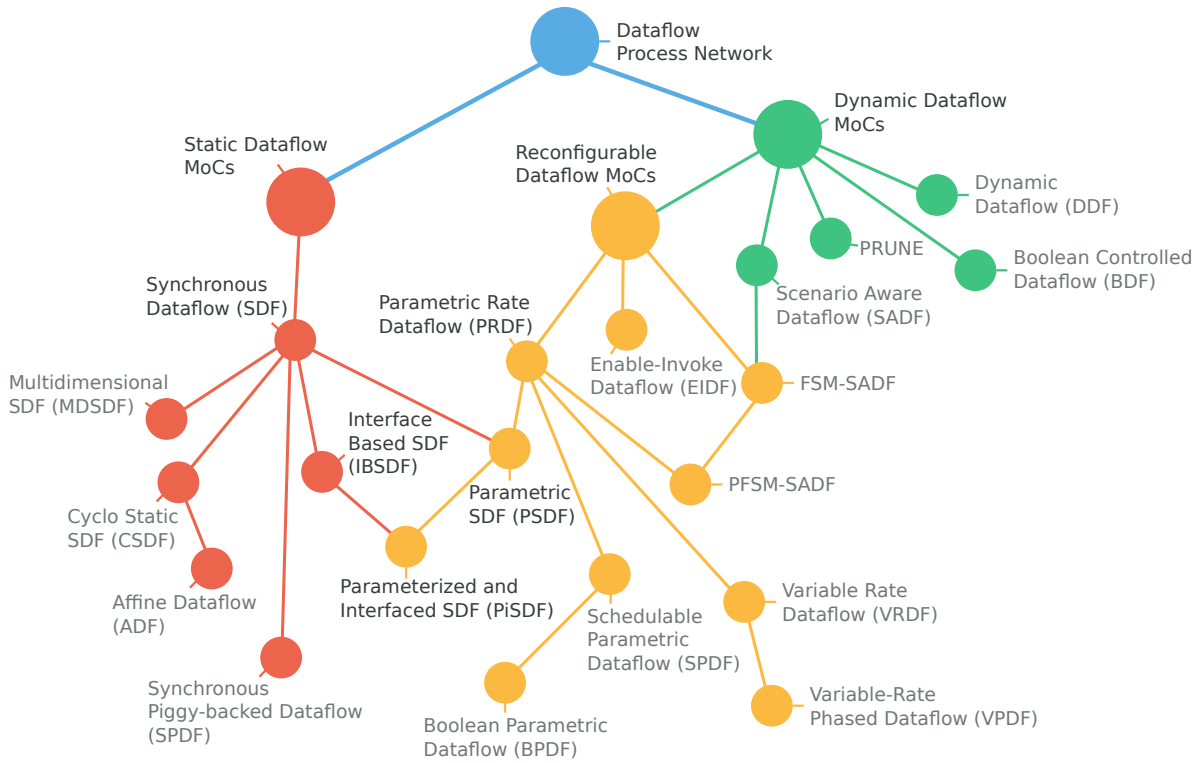 Dataflow
Process Network
Dynamic Dataflow
MoCs
Static Dataflow
MoCs
Reconfigurable
Dataflow MoCs
Dynamic
Dataflow (DDF)
PRUNE
Boolean Controlled
Dataflow (BDF)
Synchronous
Dataflow (SDF)
Parametric Rate
Dataflow (PRDF)
Scenario Aware
Dataflow (SADF)
Enable-Invoke
Dataflow (EIDF)
FSM-SADF
Multidimensional
SDF (MDSDF)
Interface
Based SDF
(IBSDF)
Parametric
SDF (PSDF)
PFSM-SADF
Cyclo Static
SDF (CSDF)
Parameterized and
Interfaced SDF (PiSDF)
Affine Dataflow
(ADF)
Schedulable
Parametric
Dataflow (SPDF)
Variable Rate
Dataflow (VRDF)
Synchronous
Piggy-backed Dataflow
(SPDF)
Boolean Parametric
Dataflow (BPDF)
Variable-Rate
Phased Dataflow (VPDF)